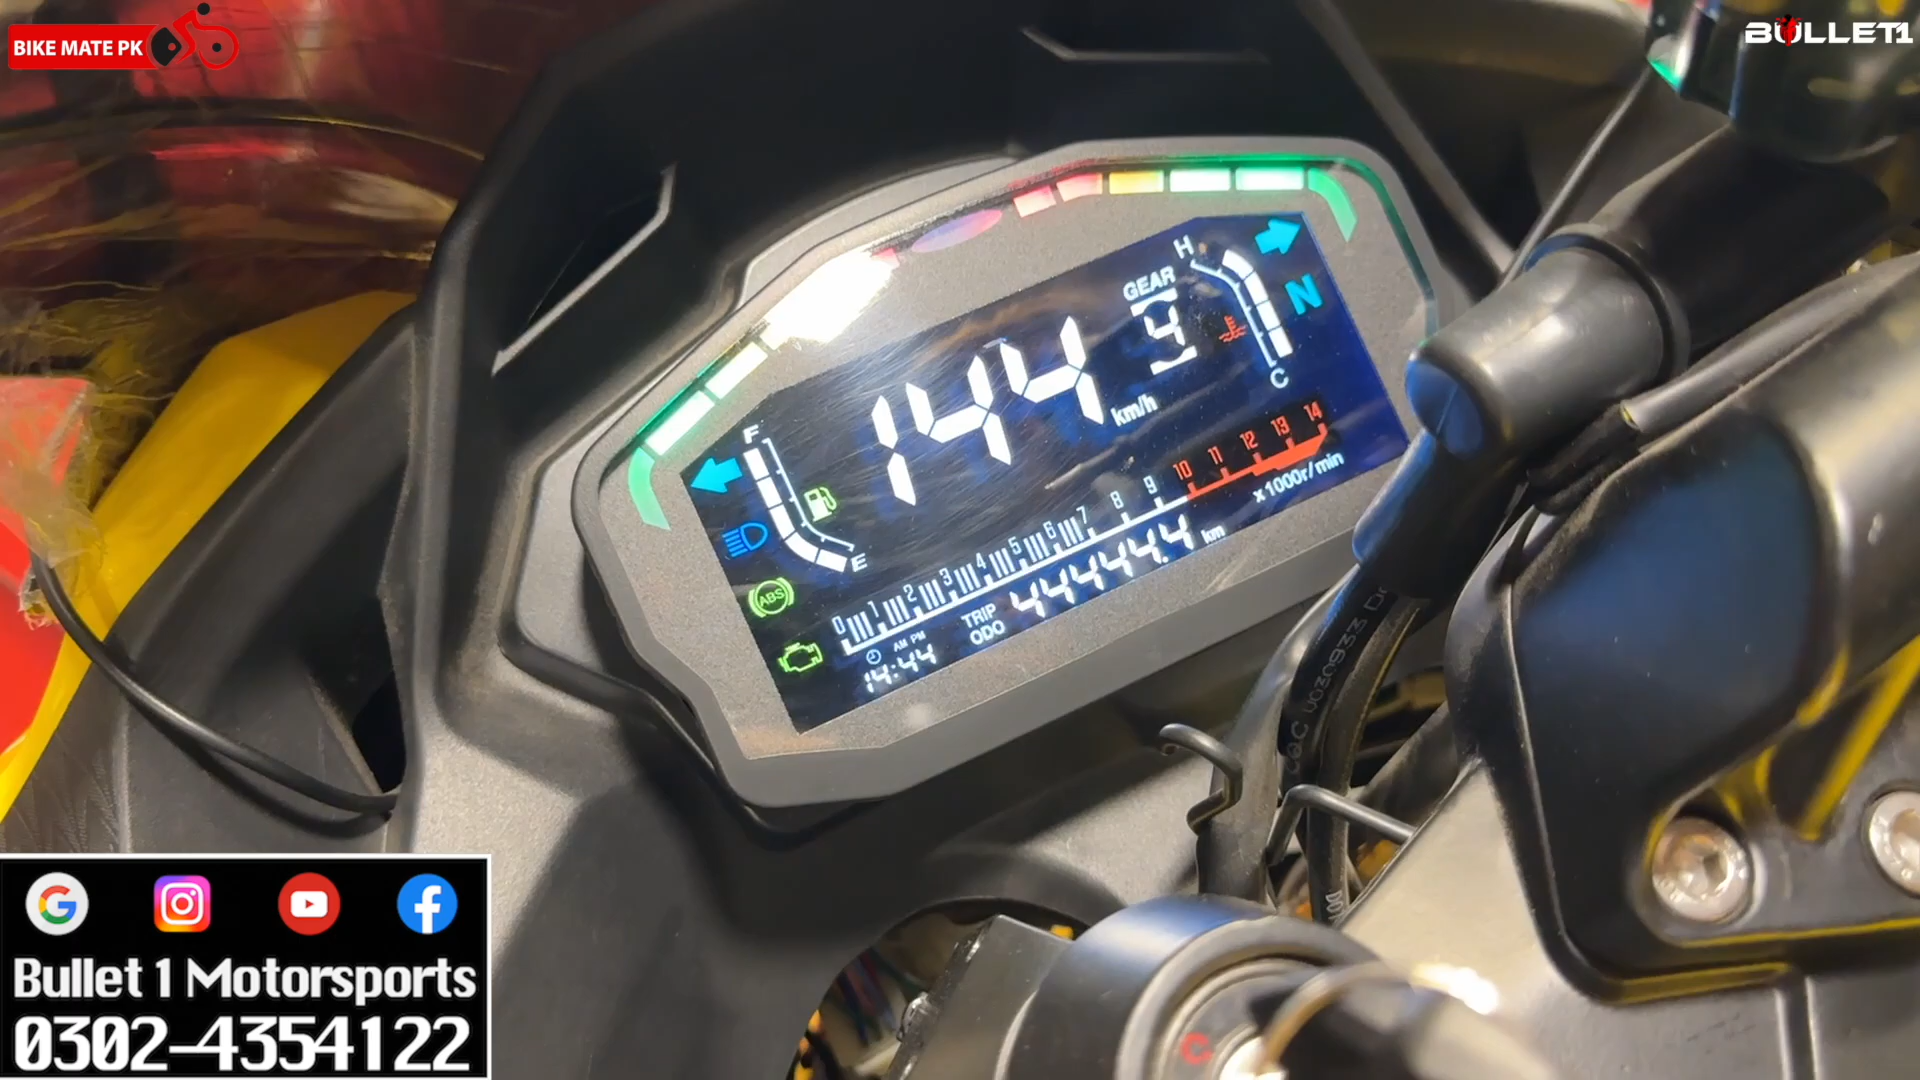 BIKE MATE PK
BULLET1
H
GEAR
N
144
km/h
C
F
E
ABS
0 1 2 3 4 5 6 7 8 9 10 11 12 13 14
x1000r/min
TRIP
ODO
44444.4 km
AM PM
14:44
Bullet 1 Motorsports
0302-4354122